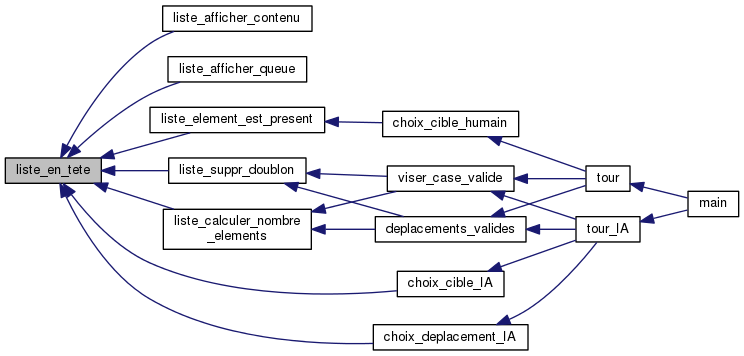 liste_afficher_contenu
liste_afficher_queue
liste_element_est_present
choix_cible_humain
liste_en_tete
liste_suppr_doublon
viser_case_valide
tour
main
liste_calculer_nombre
_elements
deplacements_valides
tour_IA
choix_cible_IA
choix_deplacement_IA